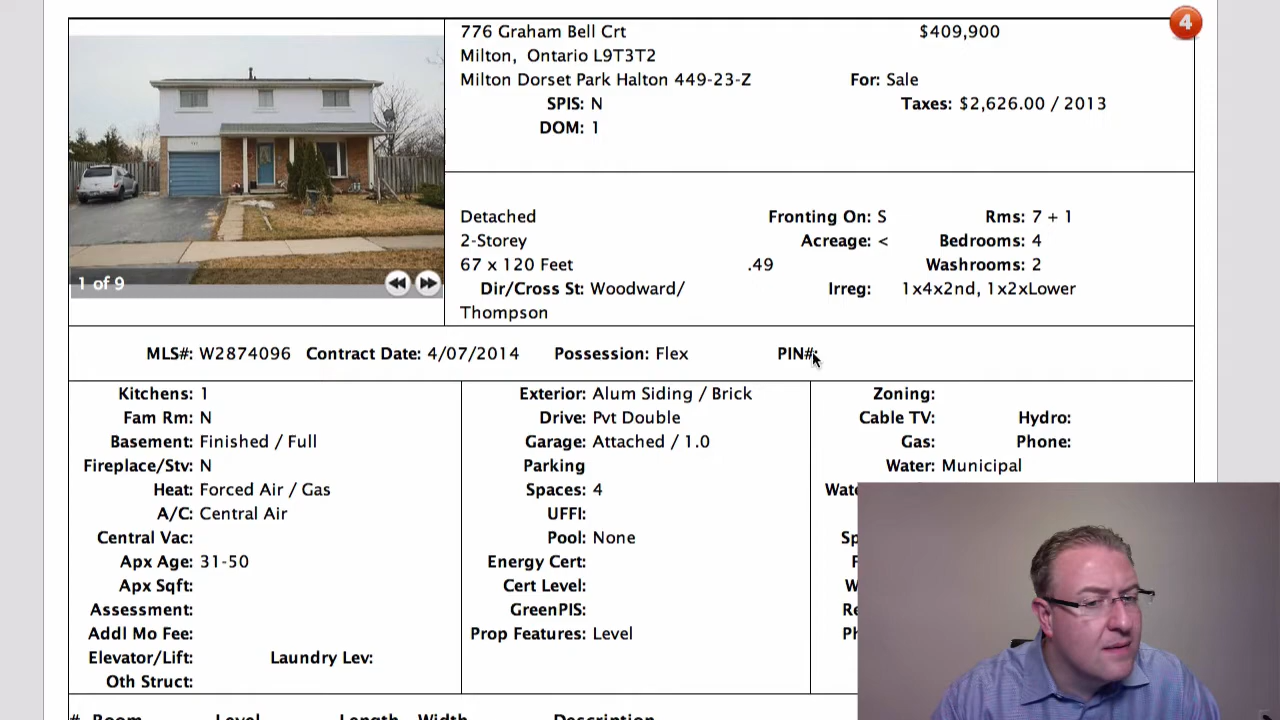 4
776 Graham Bell Crt $409,900
Milton, Ontario L9T3T2
Milton Dorset Park Halton 449-23-Z For: Sale
SPIS: N Taxes: $2,626.00 / 2013
DOM: 1
Detached Fronting On: S Rms: 7 + 1
2-Storey Acreage: < Bedrooms: 4
67 x 120 Feet .49 Washrooms: 2
Dir/Cross St: Woodward/ Irreg: 1x4x2nd, 1x2xLower
Thompson
1 of 9
MLS#: W2874096 Contract Date: 4/07/2014 Possession: Flex PIN#:
Kitchens: 1 Exterior: Alum Siding / Brick Zoning:
Fam Rm: N Drive: Pvt Double Cable TV: Hydro:
Basement: Finished / Full Garage: Attached / 1.0 Gas: Phone:
Fireplace/Stv: N Parking Water: Municipal
Heat: Forced Air / Gas Spaces: 4
A/C: Central Air UFFI:
Central Vac: Pool: None
Apx Age: 31-50 Energy Cert:
Apx Sqft: Cert Level:
Assessment: GreenPIS:
Addl Mo Fee: Prop Features: Level
Elevator/Lift: Laundry Lev:
Oth Struct:
# Room Level Length Width Description